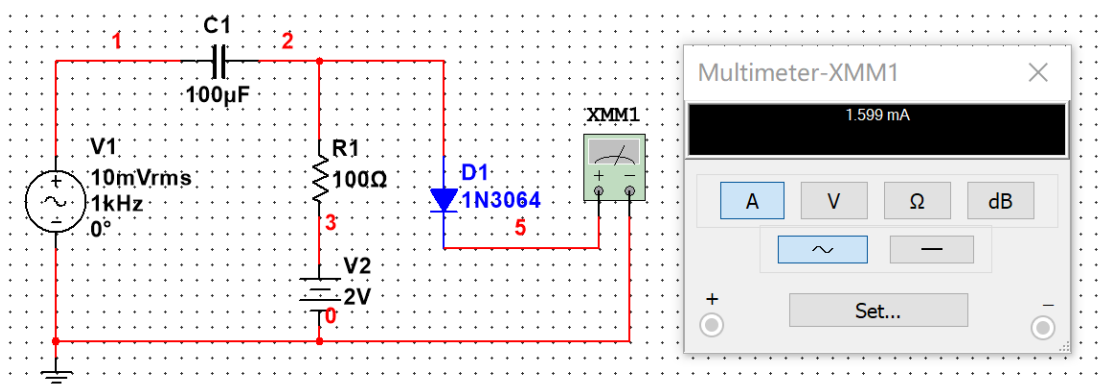 C1
1
2
100µF
V1
10mVrms
1kHz
0°
R1
100Ω
3
V2
2V
0
D1
1N3064
5
XMM1
+ −
Multimeter-XMM1
1.599 mA
A V Ω dB
+
Set...
−